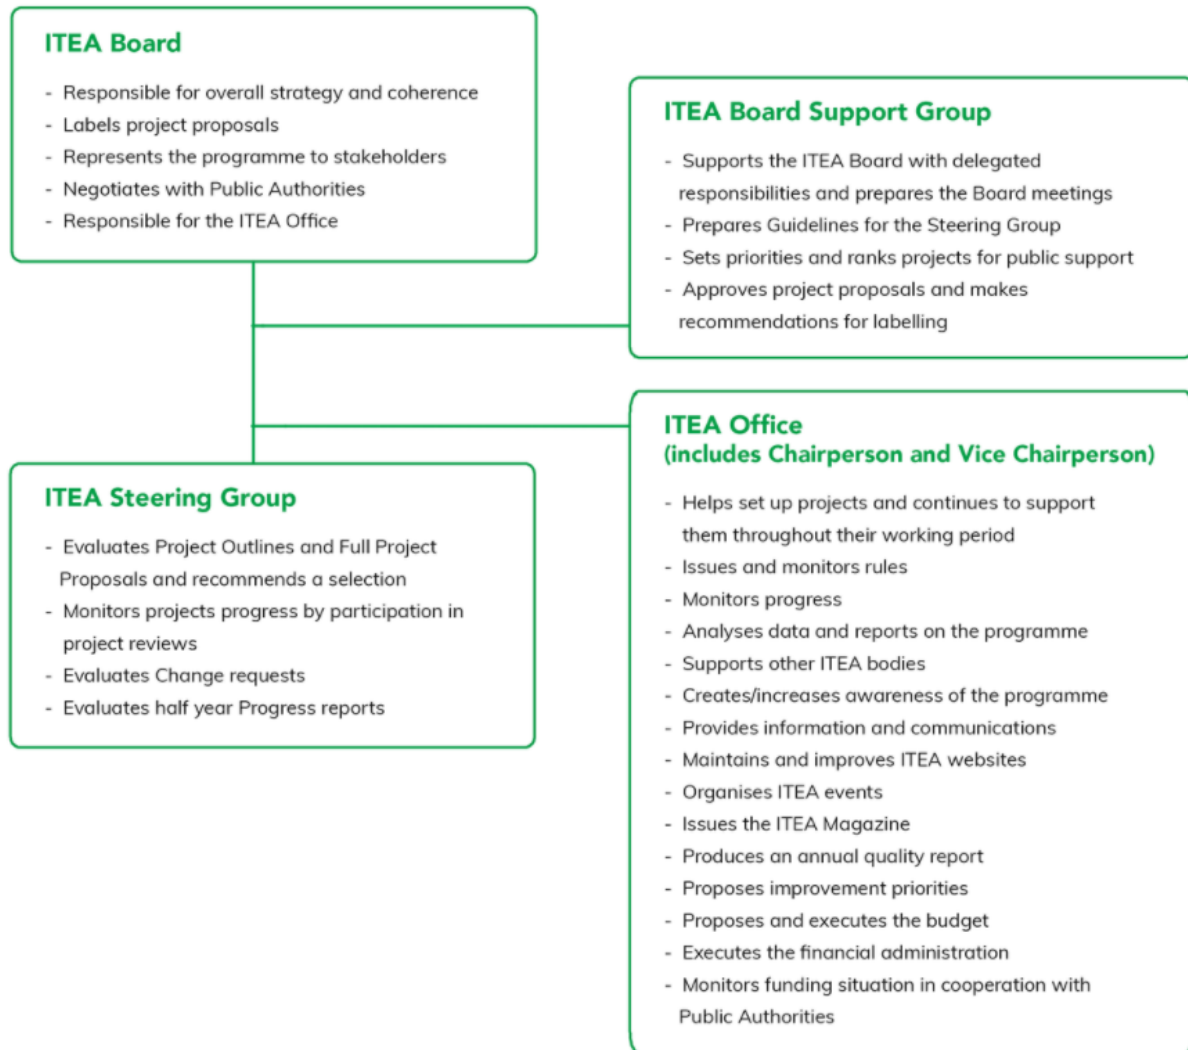 ITEA Board
- Responsible for overall strategy and coherence
- Labels project proposals
- Represents the programme to stakeholders
- Negotiates with Public Authorities
- Responsible for the ITEA Office
ITEA Board Support Group
- Supports the ITEA Board with delegated
responsibilities and prepares the Board meetings
- Prepares Guidelines for the Steering Group
- Sets priorities and ranks projects for public support
- Approves project proposals and makes
recommendations for labelling
ITEA Steering Group
- Evaluates Project Outlines and Full Project
Proposals and recommends a selection
- Monitors projects progress by participation in
project reviews
- Evaluates Change requests
- Evaluates half year Progress reports
ITEA Office
(includes Chairperson and Vice Chairperson)
- Helps set up projects and continues to support
them throughout their working period
- Issues and monitors rules
- Monitors progress
- Analyses data and reports on the programme
- Supports other ITEA bodies
- Creates/increases awareness of the programme
- Provides information and communications
- Maintains and improves ITEA websites
- Organises ITEA events
- Issues the ITEA Magazine
- Produces an annual quality report
- Proposes improvement priorities
- Proposes and executes the budget
- Executes the financial administration
- Monitors funding situation in cooperation with
Public Authorities